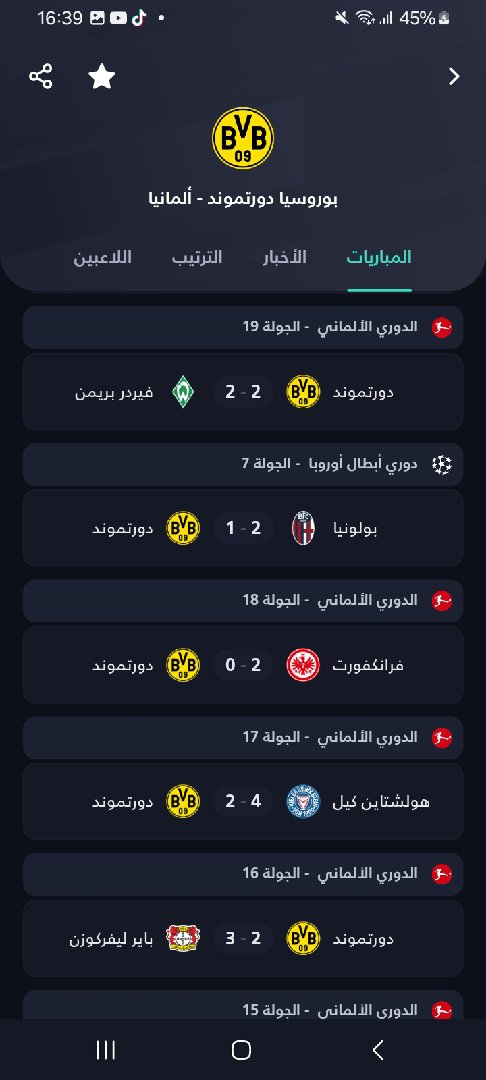 16:39
45%
BVB 09
بوروسيا دورتموند - ألمانيا
المباريات الأخبار الترتيب اللاعبين
الدوري الألماني - الجولة 19
دورتموند 2 - 2 فيردر بريمن
دوري أبطال أوروبا - الجولة 7
بولونيا 2 - 1 دورتموند
الدوري الألماني - الجولة 18
فرانكفورت 2 - 0 دورتموند
الدوري الألماني - الجولة 17
هولشتاين كيل 4 - 2 دورتموند
الدوري الألماني - الجولة 16
دورتموند 2 - 3 باير ليفركوزن
الدوري الألماني - الجولة 15